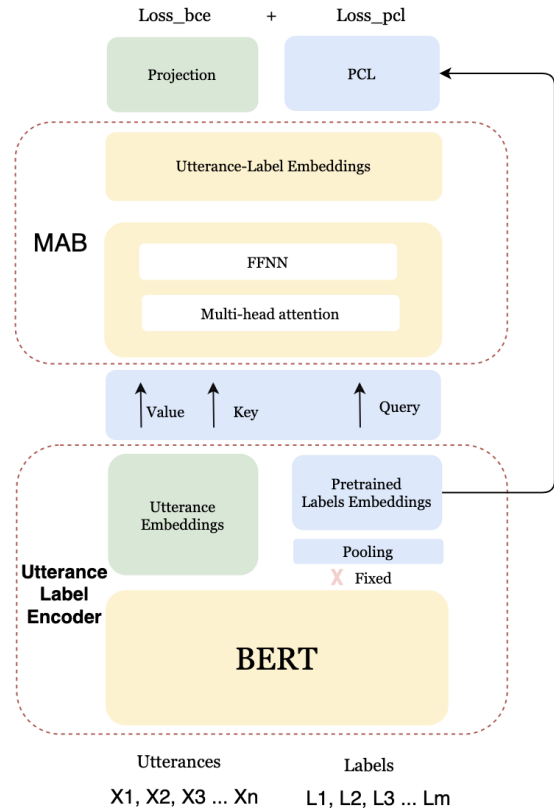 Loss_bce + Loss_pcl
Projection
PCL
Utterance-Label Embeddings
MAB
FFNN
Multi-head attention
Value
Key
Query
Utterance
Embeddings
Pretrained
Labels Embeddings
Pooling
X Fixed
Utterance
Label
Encoder
BERT
Utterances
Labels
X1, X2, X3 ... Xn
L1, L2, L3 ... Lm